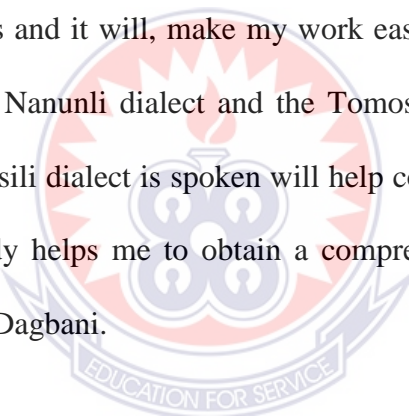 s and it will, make my work eas
Nanunli dialect and the Tomos
sili dialect is spoken will help co
ly helps me to obtain a compre
Dagbani.
EDUCATION FOR SERVICE